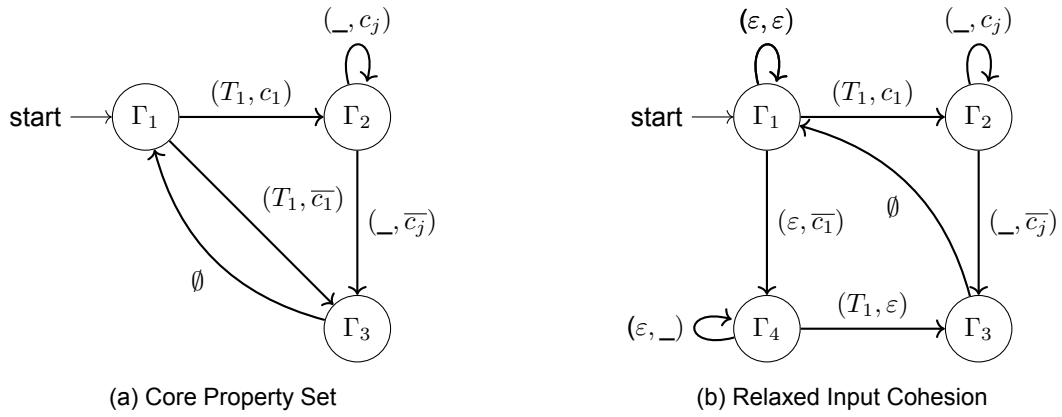 (_, c_j)
(T_1, c_1)
start
Γ_1
Γ_2
(T_1, \overline{c_1})
(_, \overline{c_j})
∅
Γ_3
(a) Core Property Set
(ε, ε)
(_, c_j)
(T_1, c_1)
start
Γ_1
Γ_2
(ε, \overline{c_1})
∅
(_, \overline{c_j})
(T_1, ε)
(ε, _)
Γ_4
Γ_3
(b) Relaxed Input Cohesion